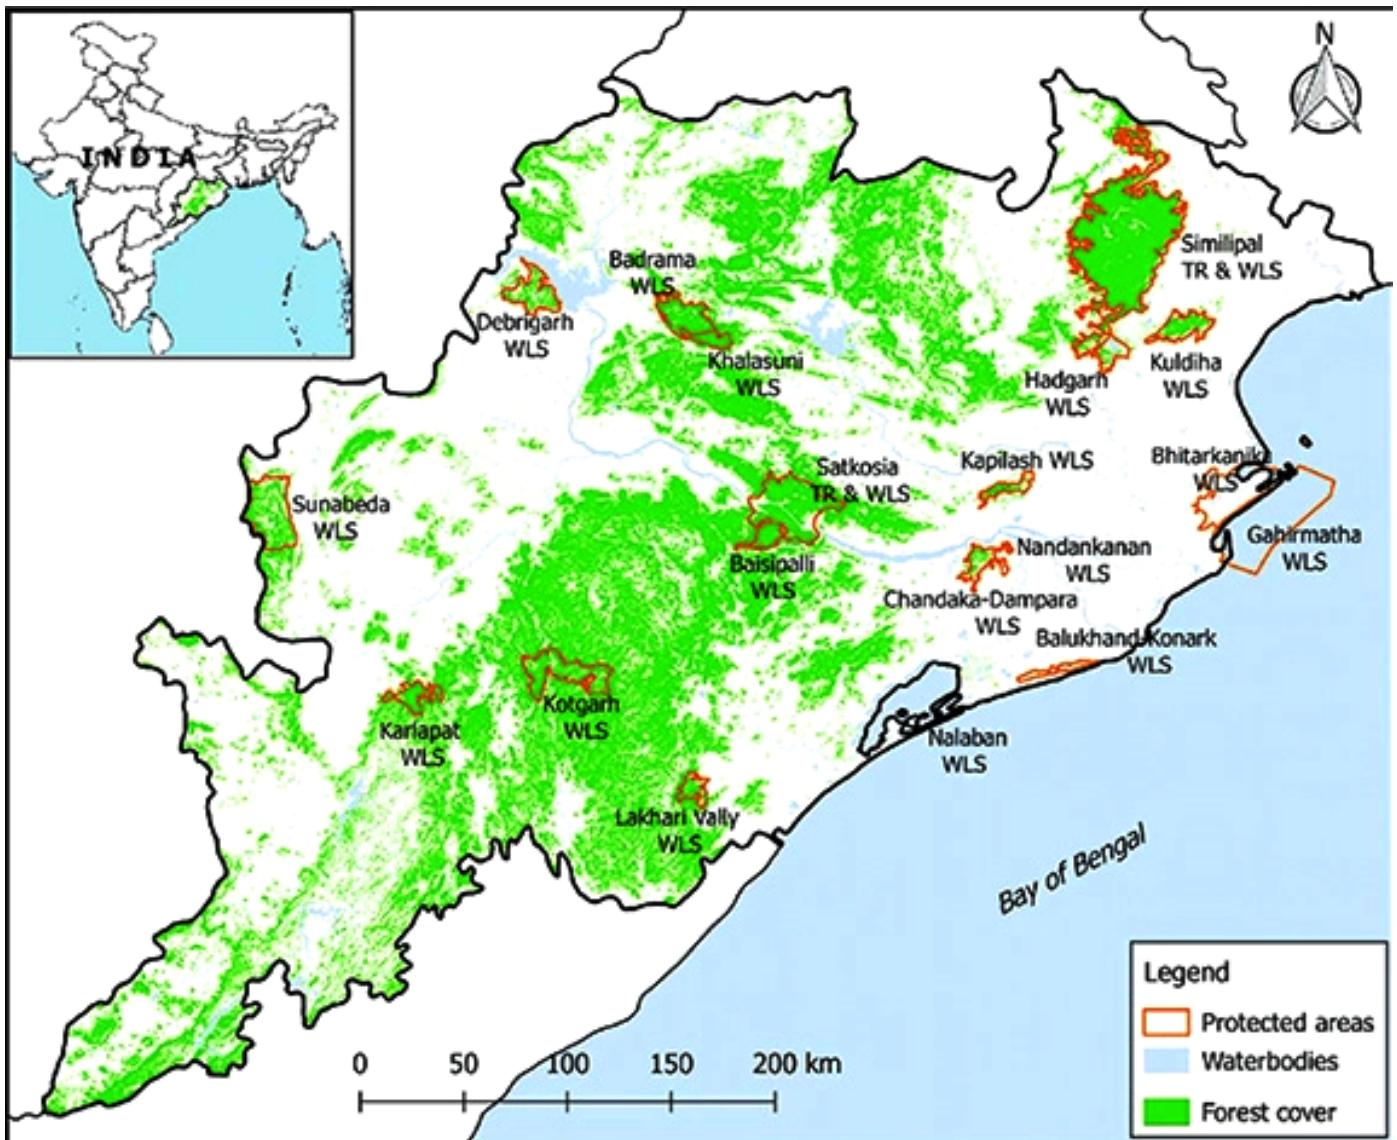 INDIA
N
Similipal
TR & WLS
Badrama
WLS
Debrigarh
WLS
Khalasuni
WLS
Hadgarh
WLS
Kuldiha
WLS
Satkosia
TR & WLS
Kapilash WLS
Bhitarkanika
WLS
Sunabeda
WLS
Gahirmatha
WLS
Baisipalli
WLS
Nandankanan
WLS
Chandaka-Dampara
WLS
Balukhand-Konark
WLS
Kotgarh
WLS
Karlapat
WLS
Nalaban
WLS
Lakhari Vally
WLS
Bay of Bengal
Legend
Protected areas
Waterbodies
Forest cover
0 50 100 150 200 km